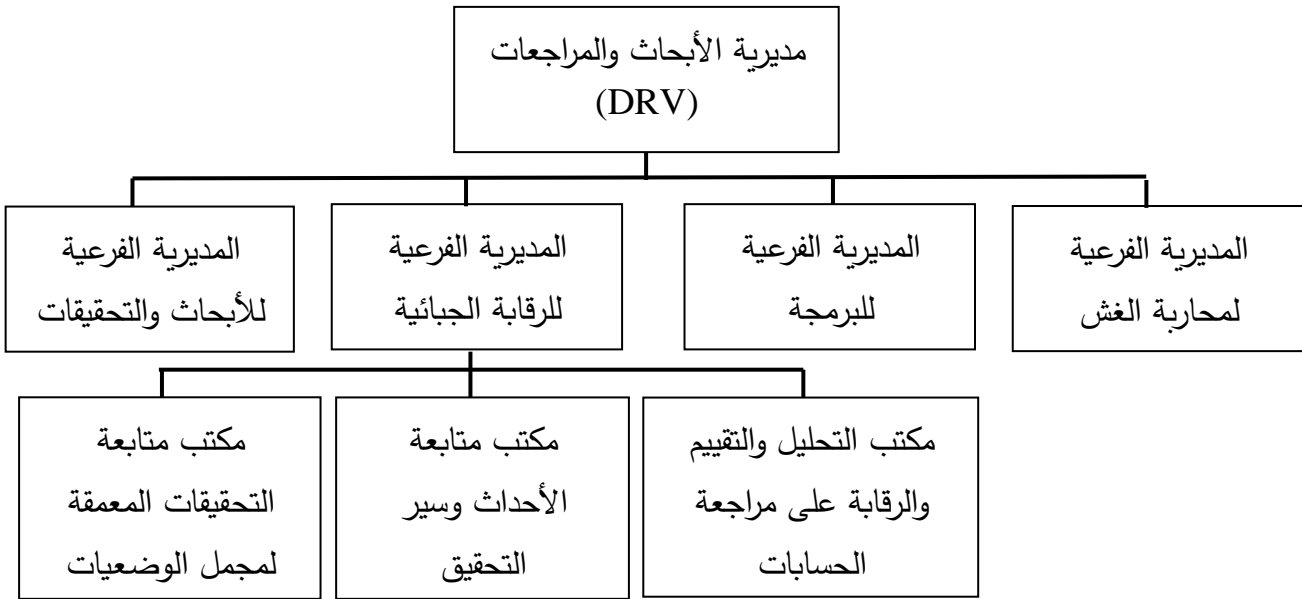 مديرية الأبحاث والمراجعات
(DRV)
المديرية الفرعية
لمحاربة الغش
المديرية الفرعية
للبرمجة
المديرية الفرعية
للرقابة الجبائية
المديرية الفرعية
للأبحاث والتحقيقات
مكتب التحليل والتقييم
والرقابة على مراجعة
الحسابات
مكتب متابعة
الأحداث وسير
التحقيق
مكتب متابعة
التحقيقات المعمقة
لمجمل الوضعيات